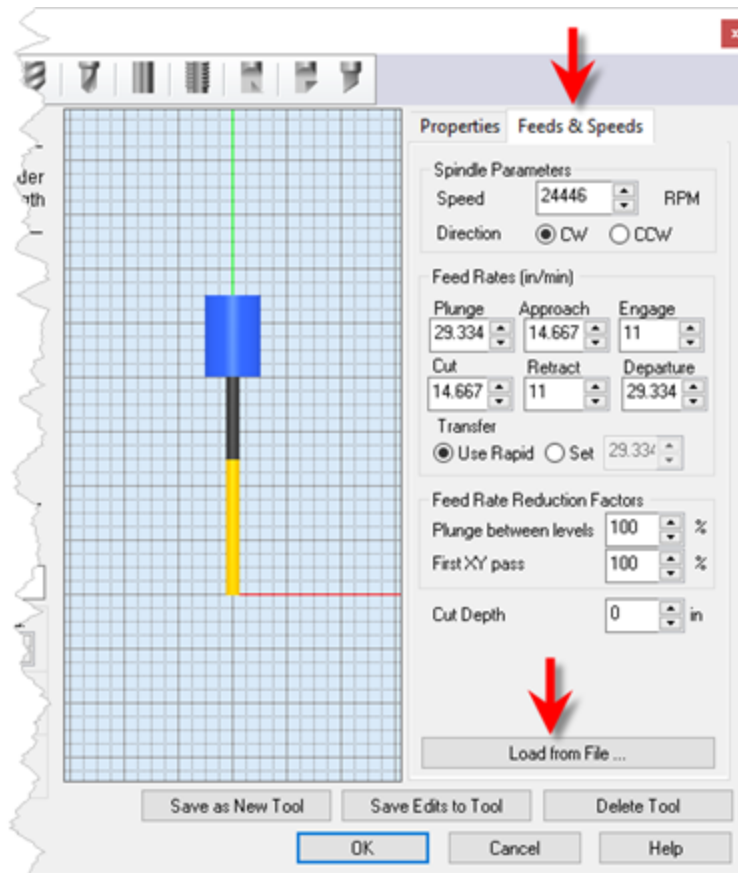 x
Properties Feeds & Speeds
Spindle Parameters
Speed 24446 RPM
Direction CW CCW
Feed Rates (in/min)
Plunge Approach Engage
29.334 14.667 11
Cut Retract Departure
14.667 11 29.334
Transfer
Use Rapid Set
Feed Rate Reduction Factors
Plunge between levels 100 %
First XY pass 100 %
Cut Depth 0 in
Load from File ...
Save as New Tool Save Edits to Tool Delete Tool
OK Cancel Help